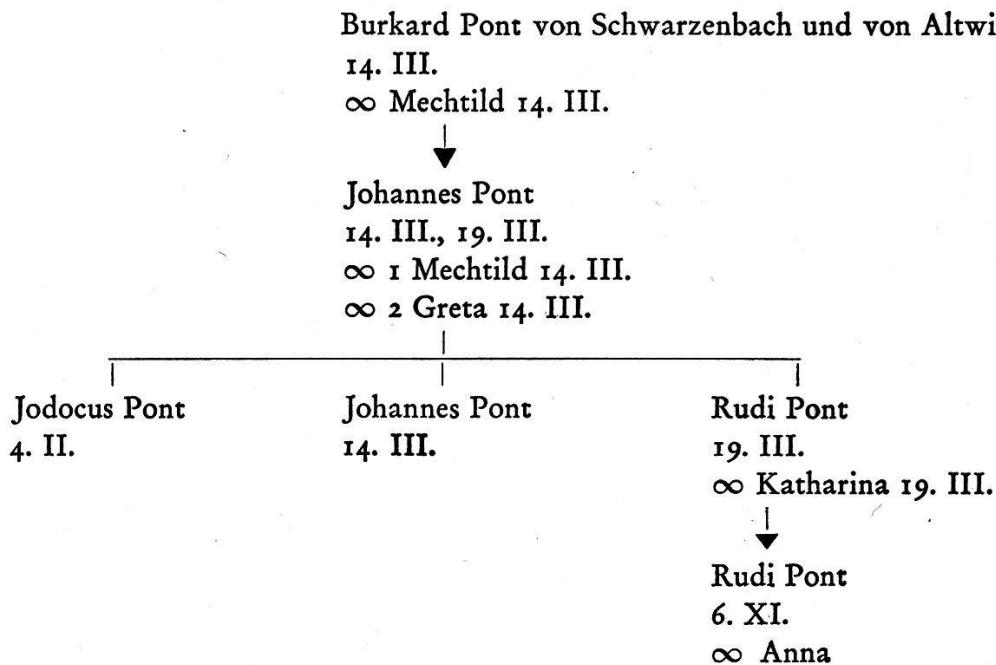 Burkard Pont von Schwarzenbach und von Altwi
14. III.
∞ Mechtild 14. III.
Johannes Pont
14. III., 19. III.
∞ 1 Mechtild 14. III.
∞ 2 Greta 14. III.
Jodocus Pont
4. II.
Johannes Pont
14. III.
Rudi Pont
19. III.
∞ Katharina 19. III.
Rudi Pont
6. XI.
∞ Anna